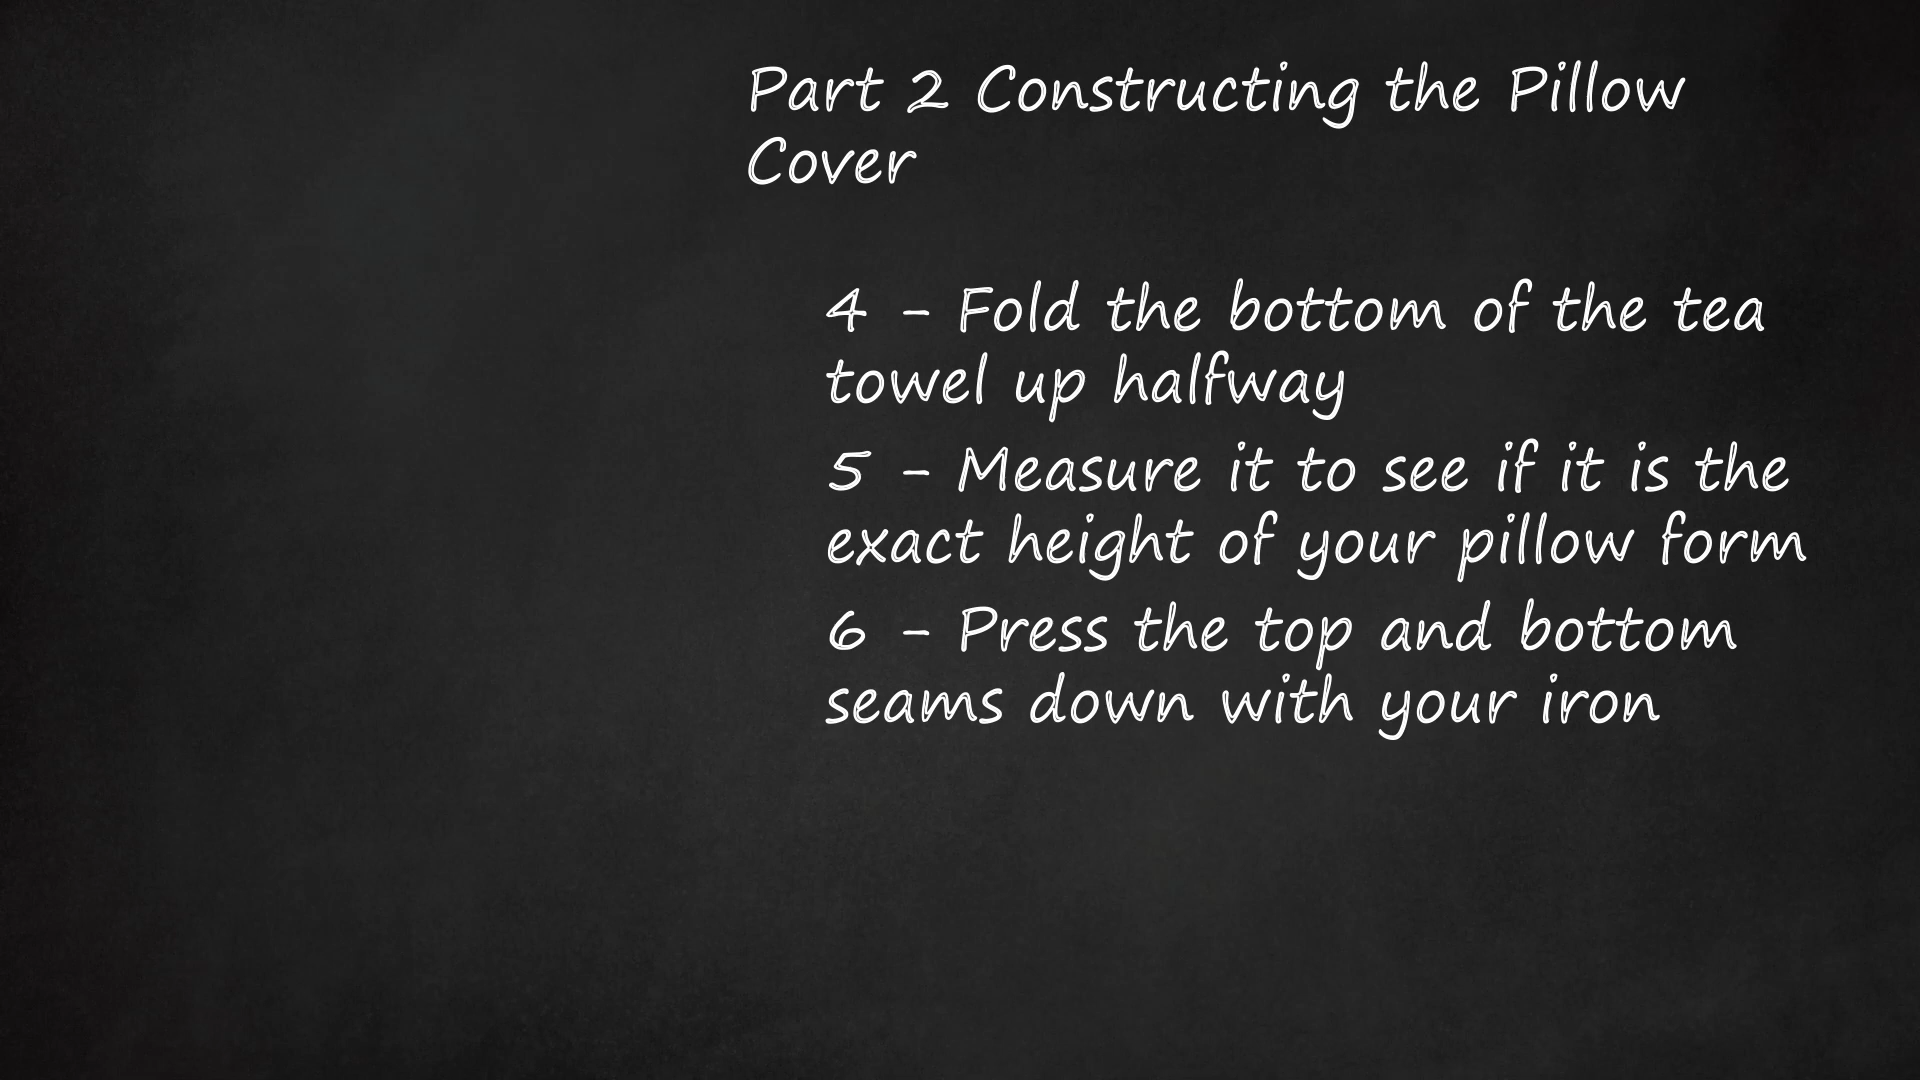 Part 2 Constructing the Pillow
Cover
4 - Fold the bottom of the tea
towel up halfway
5 - Measure it to see if it is the
exact height of your pillow form
6 - Press the top and bottom
seams down with your iron